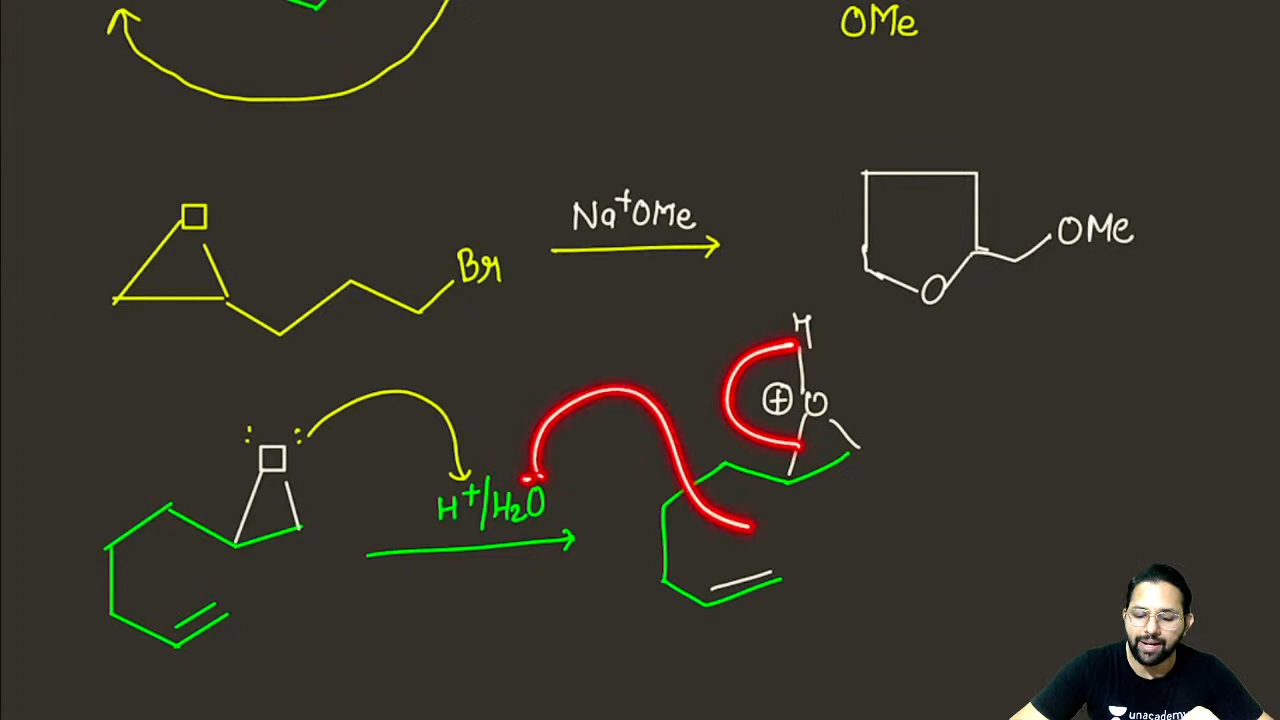 OMe
Na⁺OMe
Br
O
OMe
H
⊕ O
H⁺/H₂O
unacademy